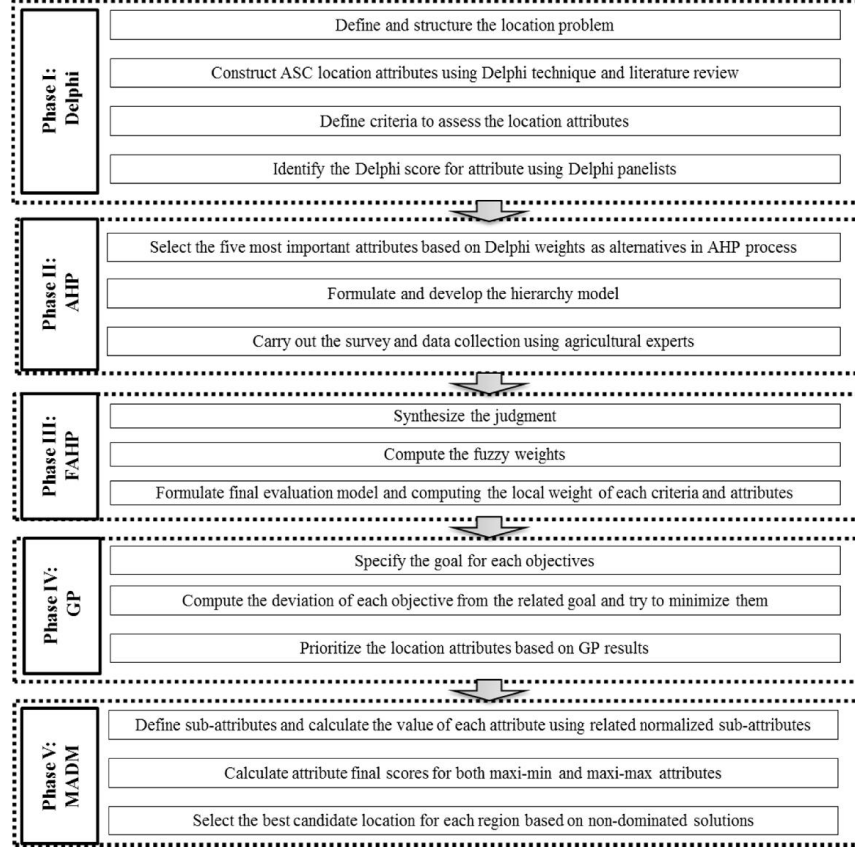 Phase I:
Delphi
Define and structure the location problem
Construct ASC location attributes using Delphi technique and literature review
Define criteria to assess the location attributes
Identify the Delphi score for attribute using Delphi panelists
Phase II:
AHP
Select the five most important attributes based on Delphi weights as alternatives in AHP process
Formulate and develop the hierarchy model
Carry out the survey and data collection using agricultural experts
Phase III:
FAHP
Synthesize the judgment
Compute the fuzzy weights
Formulate final evaluation model and computing the local weight of each criteria and attributes
Phase IV:
GP
Specify the goal for each objectives
Compute the deviation of each objective from the related goal and try to minimize them
Prioritize the location attributes based on GP results
Phase V:
MADM
Define sub-attributes and calculate the value of each attribute using related normalized sub-attributes
Calculate attribute final scores for both maxi-min and maxi-max attributes
Select the best candidate location for each region based on non-dominated solutions